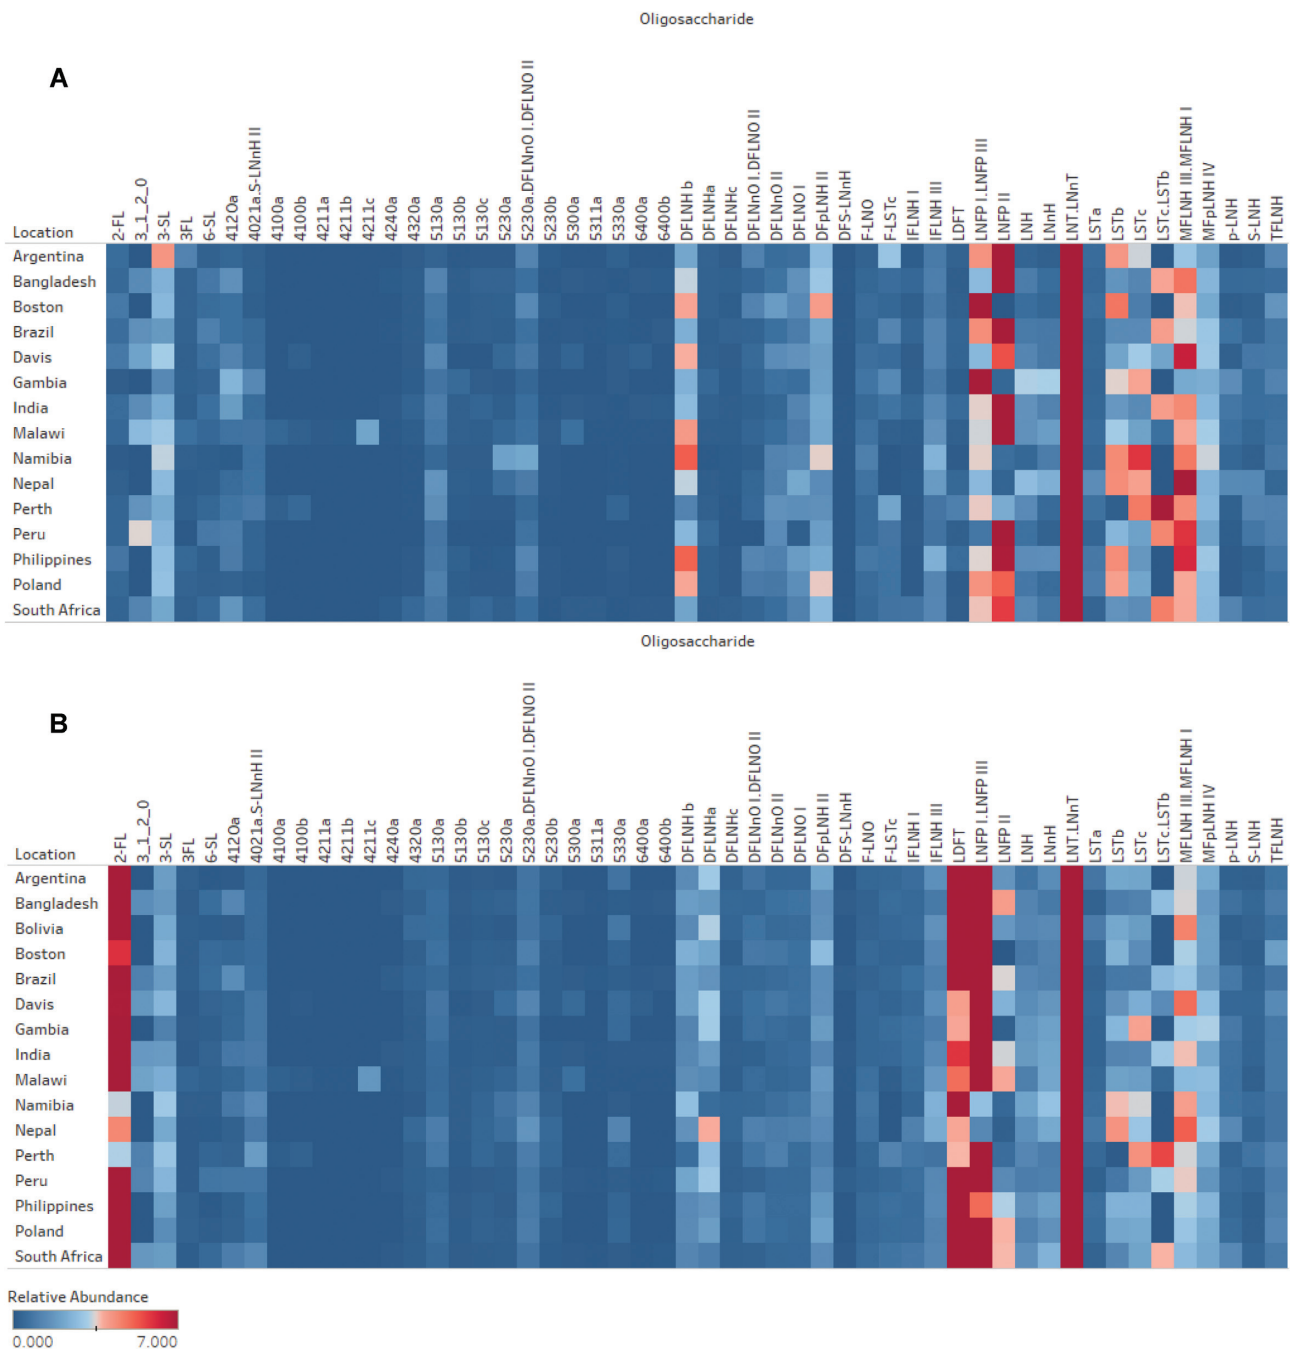 Oligosaccharide
A
Location
2-FL
3_1_2_0
3-SL
3FL
6-SL
4120a
4021a.S-LNnH II
4100a
4100b
4211a
4211b
4211c
4240a
4320a
5130a
5130b
5130c
5230a
5230a.DFLNnO I.DFLNO II
5230b
5300a
5311a
5330a
6400a
6400b
DFLNH b
DFLNHa
DFLNHc
DFLNnO I.DFLNO II
DFLNnO II
DFLNO I
DFpLNH II
DFS-LNnH
F-LNO
F-LSTc
IFLNH I
IFLNH III
LDFT
LNFP I.LNFP III
LNFP II
LNH
LNnH
LNT.LNnT
LSTa
LSTb
LSTc
LSTc.LSTb
MFLNH III.MFLNH I
MFpLNH IV
p-LNH
S-LNH
TFLNH
Argentina
Bangladesh
Boston
Brazil
Davis
Gambia
India
Malawi
Namibia
Nepal
Perth
Peru
Philippines
Poland
South Africa
Oligosaccharide
B
Location
2-FL
3_1_2_0
3-SL
3FL
6-SL
4120a
4021a.S-LNnH II
4100a
4100b
4211a
4211b
4211c
4240a
4320a
5130a
5130b
5130c
5230a
5230a.DFLNnO I.DFLNO II
5230b
5300a
5311a
5330a
6400a
6400b
DFLNH b
DFLNHa
DFLNHc
DFLNnO I.DFLNO II
DFLNnO II
DFLNO I
DFpLNH II
DFS-LNnH
F-LNO
F-LSTc
IFLNH I
IFLNH III
LDFT
LNFP I.LNFP III
LNFP II
LNH
LNnH
LNT.LNnT
LSTa
LSTb
LSTc
LSTc.LSTb
MFLNH III.MFLNH I
MFpLNH IV
p-LNH
S-LNH
TFLNH
Argentina
Bangladesh
Bolivia
Boston
Brazil
Davis
Gambia
India
Malawi
Namibia
Nepal
Perth
Peru
Philippines
Poland
South Africa
Relative Abundance
0.000 7.000